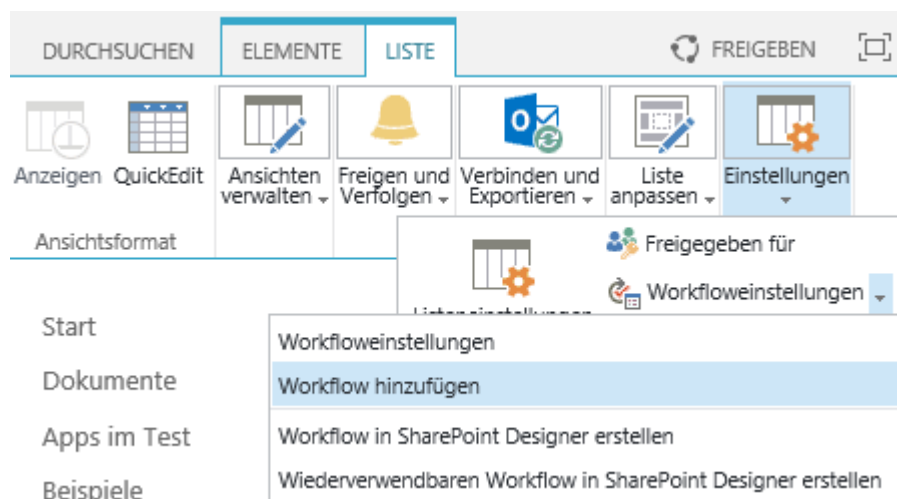 DURCHSUCHEN ELEMENTE LISTE FREIGEBEN
Anzeigen QuickEdit Ansichten Freigen und Verbinden und Liste Einstellungen
verwalten Verfolgen Exportieren anpassen
Ansichtsformat
Freigegeben für
Workfloweinstellungen
Listeneinstellungen
Start
Workfloweinstellungen
Dokumente
Workflow hinzufügen
Apps im Test
Workflow in SharePoint Designer erstellen
Beispiele
Wiederverwendbaren Workflow in SharePoint Designer erstellen